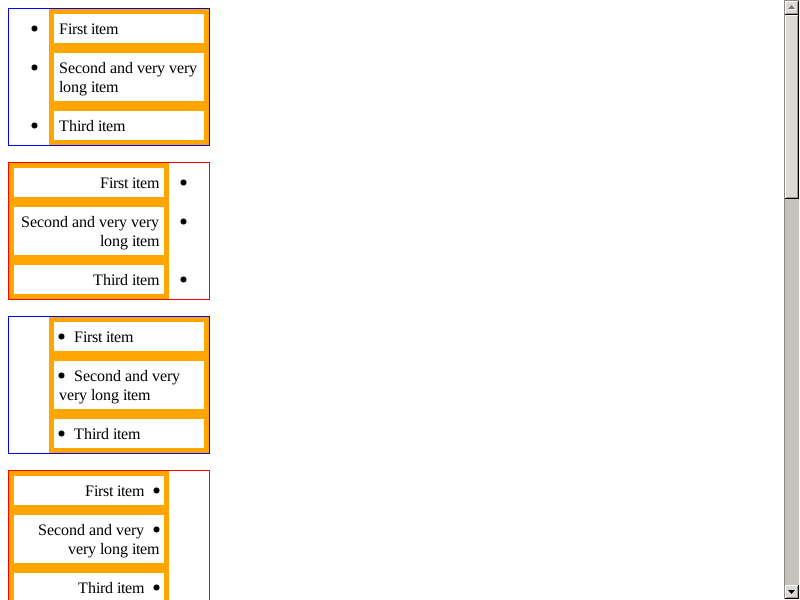 • First item
• Second and very very
long item
• Third item
First item •
Second and very very •
long item
Third item •
• First item
• Second and very
very long item
• Third item
First item •
Second and very •
very long item
Third item •